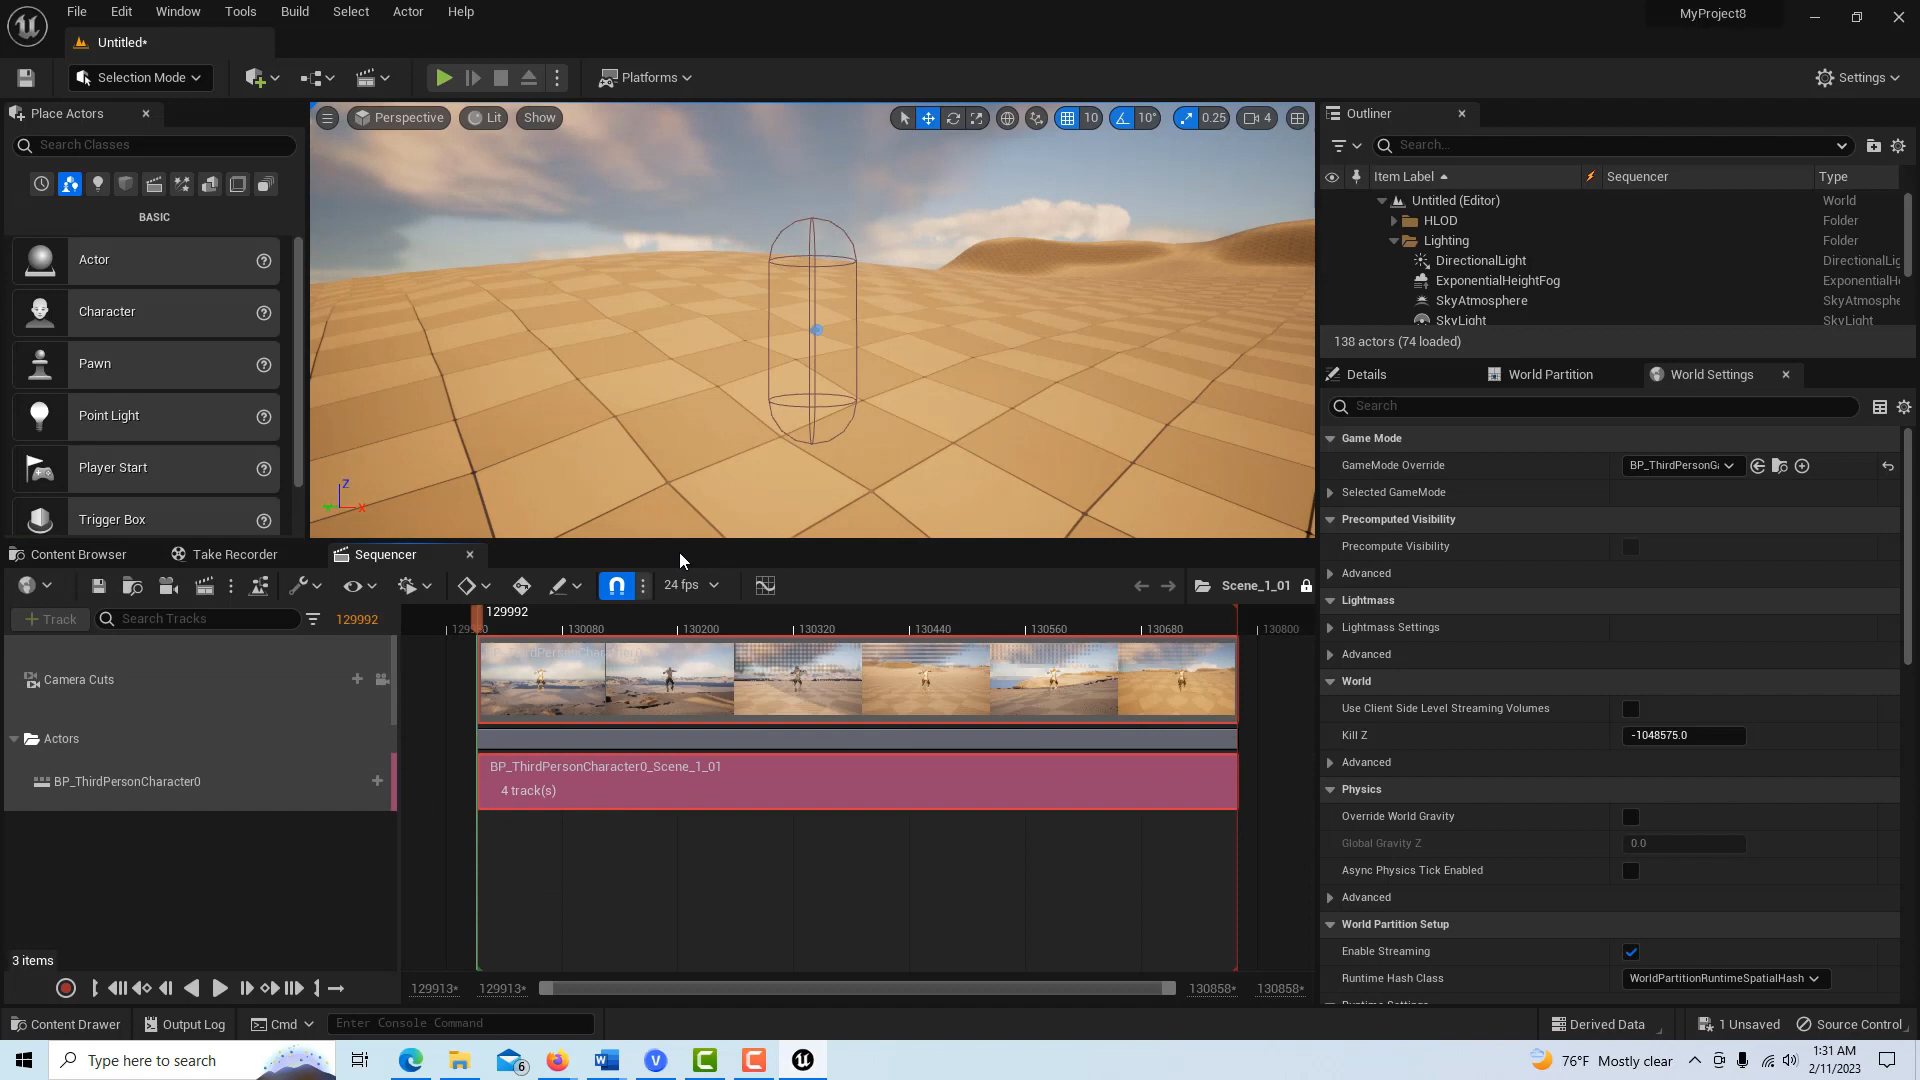 File Edit Window Tools Build Select Actor Help
MyProject8
Untitled*
Selection Mode
Platforms
Settings
Place Actors
Search Classes
BASIC
Actor
Character
Pawn
Point Light
Player Start
Trigger Box
Perspective Lit Show
10 10° 0.25 4
Z
X
Outliner
Search...
Item Label Sequencer Type
Untitled (Editor) World
HLOD Folder
Lighting Folder
DirectionalLight DirectionalLig
ExponentialHeightFog ExponentialHe
SkyAtmosphere SkyAtmosphe
SkyLight SkyLight
138 actors (74 loaded)
Details World Partition World Settings
Search
Game Mode
GameMode Override BP_ThirdPersonGa
Selected GameMode
Precomputed Visibility
Precompute Visibility
Advanced
Lightmass
Lightmass Settings
Advanced
World
Use Client Side Level Streaming Volumes
Kill Z -1048575.0
Advanced
Physics
Override World Gravity
Global Gravity Z 0.0
Async Physics Tick Enabled
Advanced
World Partition Setup
Enable Streaming
Runtime Hash Class WorldPartitionRuntimeSpatialHash
Content Browser Take Recorder Sequencer
24 fps
Scene_1_01
Track Search Tracks 129992
129992
130080 130200 130320 130440 130560 130680 130800
Camera Cuts
Actors
BP_ThirdPersonCharacter0
BP_ThirdPersonCharacter0_Scene_1_01
4 track(s)
3 items
129913* 129913* 130858* 130858*
Content Drawer Output Log Cmd Enter Console Command
Derived Data 1 Unsaved Source Control
Type here to search
6
76°F Mostly clear
1:31 AM
2/11/2023